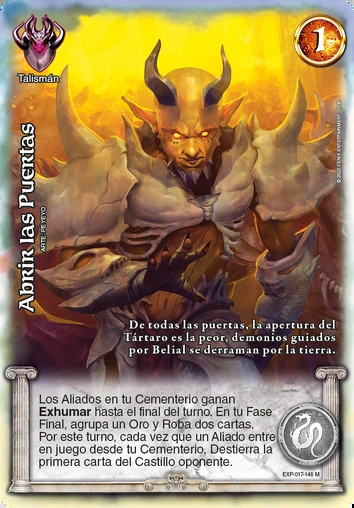 Talismán
1
Abrir las Puertas
ARTE: PEYEYO
De todas las puertas, la apertura del
Tártaro es la peor, demonios guiados
por Belial se derraman por la tierra.
Los Aliados en tu Cementerio ganan
Exhumar hasta el final del turno. En tu Fase
Final, agrupa un Oro y Roba dos cartas.
Por este turno, cada vez que un Aliado entre
en juego desde tu Cementerio, Destierra la
primera carta del Castillo oponente.
EXP-017-146 M